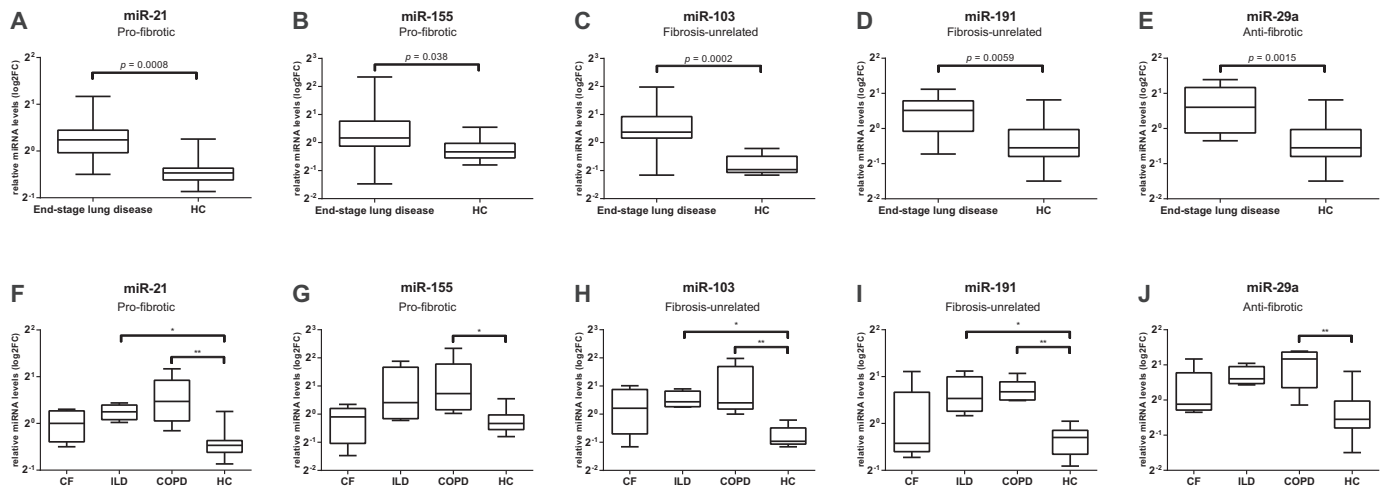 A
miR-21
Pro-fibrotic
relative miRNA levels (log2FC)
2^2
2^1
2^0
2^-1
p = 0.0008
End-stage lung disease
HC
B
miR-155
Pro-fibrotic
relative miRNA levels (log2FC)
2^3
2^2
2^1
2^0
2^-1
2^-2
p = 0.038
End-stage lung disease
HC
C
miR-103
Fibrosis-unrelated
relative miRNA levels (log2FC)
2^3
2^2
2^1
2^0
2^-1
2^-2
p = 0.0002
End-stage lung disease
HC
D
miR-191
Fibrosis-unrelated
relative miRNA levels (log2FC)
2^2
2^1
2^0
2^-1
2^-2
p = 0.0059
End-stage lung disease
HC
E
miR-29a
Anti-fibrotic
relative miRNA levels (log2FC)
2^2
2^1
2^0
2^-1
2^-2
p = 0.0015
End-stage lung disease
HC
F
miR-21
Pro-fibrotic
relative miRNA levels (log2FC)
2^2
2^1
2^0
2^-1
*
**
CF ILD COPD HC
G
miR-155
Pro-fibrotic
relative miRNA levels (log2FC)
2^3
2^2
2^1
2^0
2^-1
2^-2
*
CF ILD COPD HC
H
miR-103
Fibrosis-unrelated
relative miRNA levels (log2FC)
2^3
2^2
2^1
2^0
2^-1
2^-2
*
**
CF ILD COPD HC
I
miR-191
Fibrosis-unrelated
relative miRNA levels (log2FC)
2^2
2^1
2^0
2^-1
*
**
CF ILD COPD HC
J
miR-29a
Anti-fibrotic
relative miRNA levels (log2FC)
2^2
2^1
2^0
2^-1
2^-2
**
CF ILD COPD HC